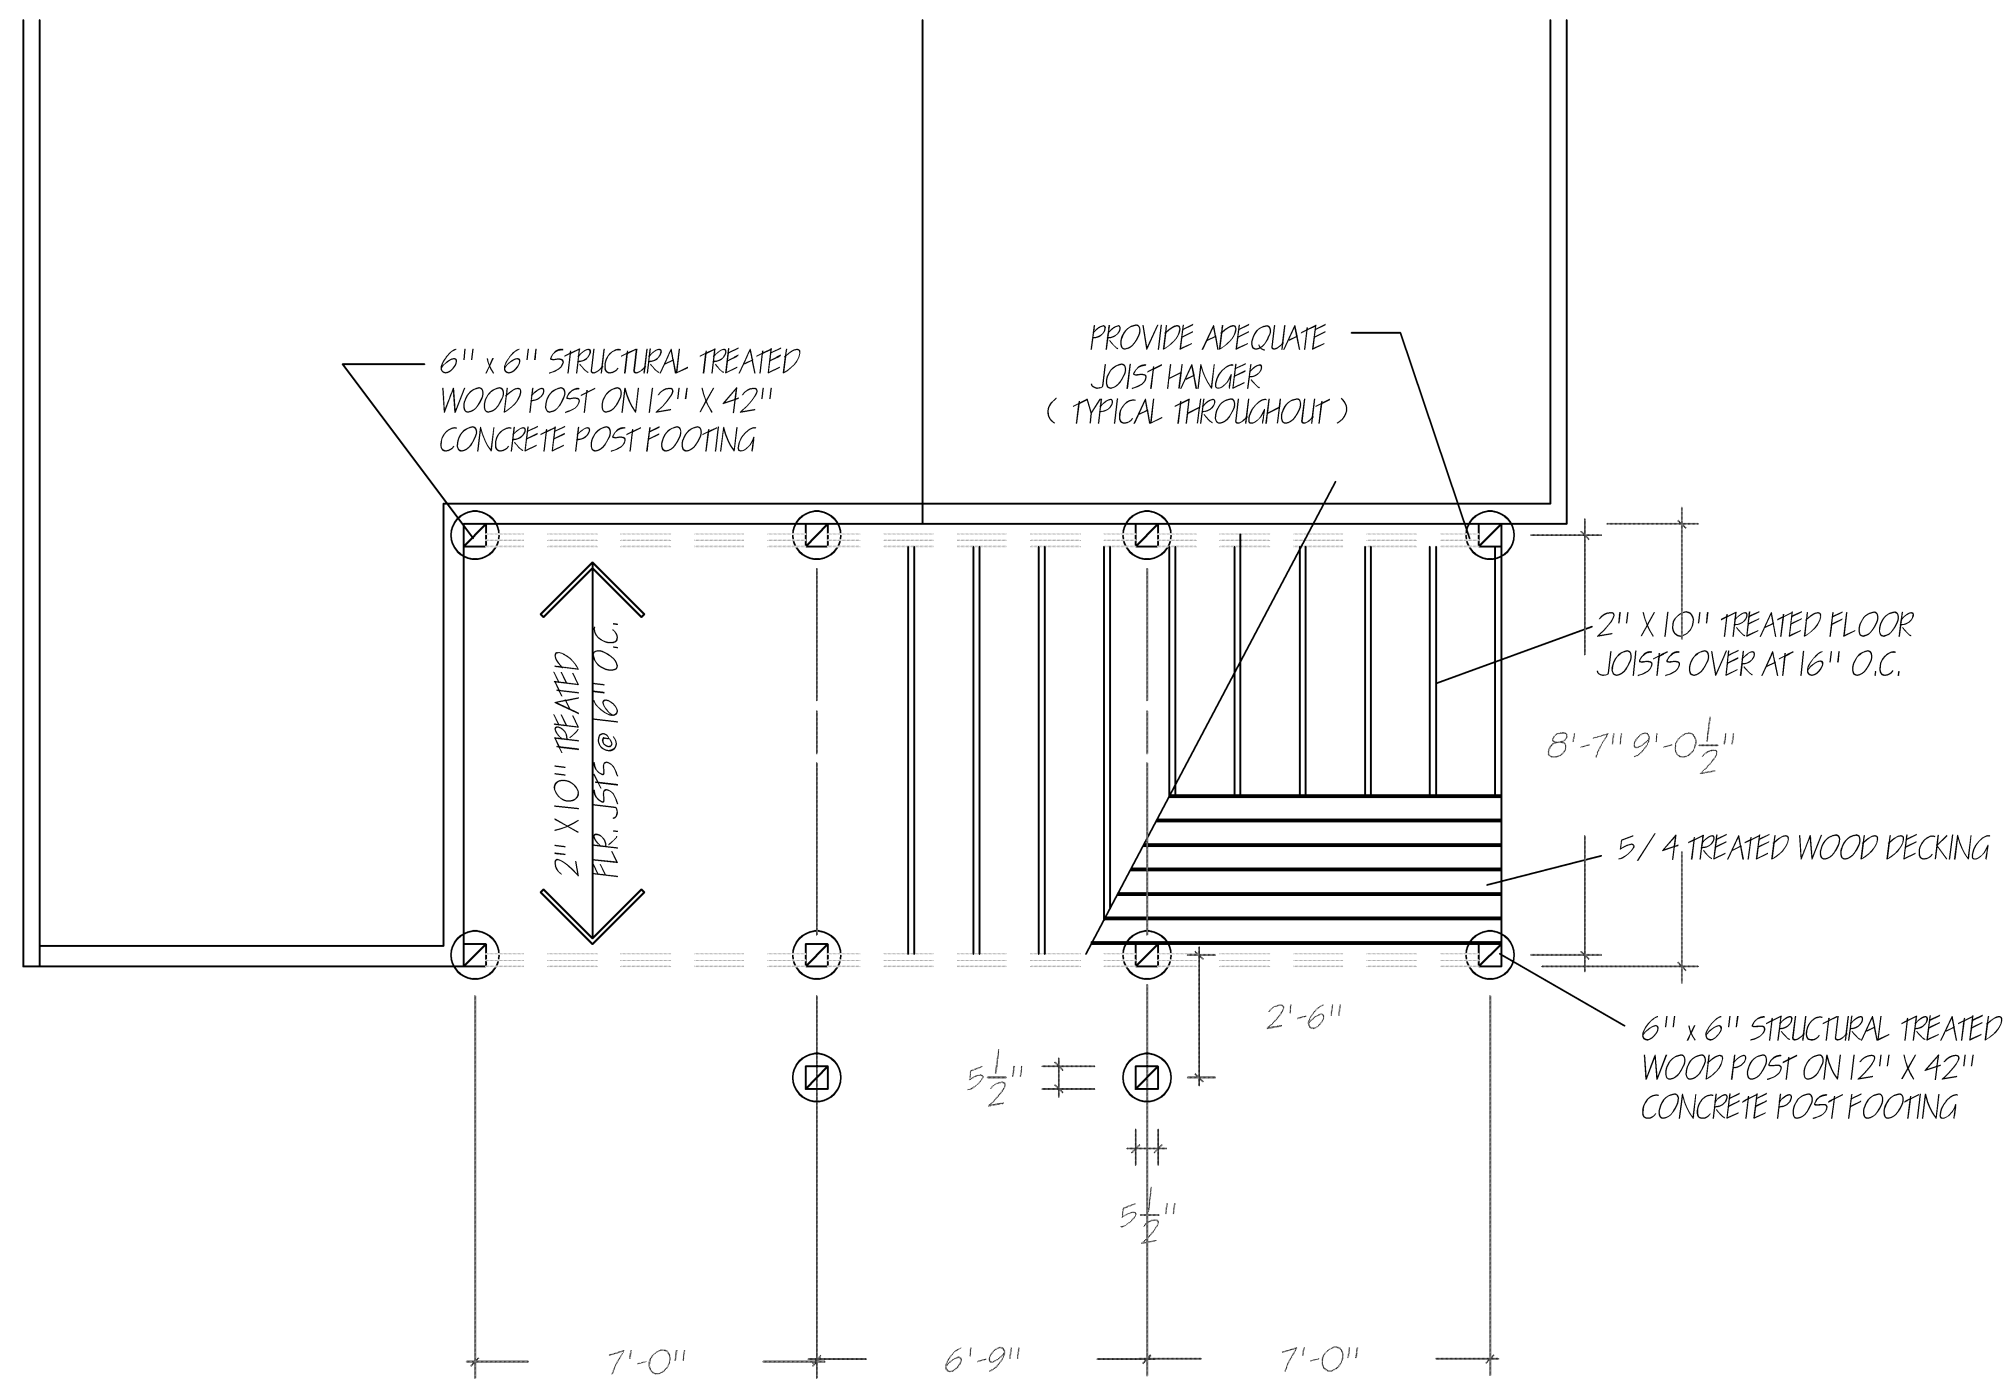 6" x 6" STRUCTURAL TREATED
WOOD POST ON 12" X 42"
CONCRETE POST FOOTING
PROVIDE ADEQUATE
JOIST HANGER
( TYPICAL THROUGHOUT )
2" X 10" TREATED
FLR. JSTS @ 16" O.C.
2" X 10" TREATED FLOOR
JOISTS OVER AT 16" O.C.
8'-7" 9'-0 1/2"
5/4 TREATED WOOD DECKING
2'-6"
6" x 6" STRUCTURAL TREATED
WOOD POST ON 12" X 42"
CONCRETE POST FOOTING
5 1/2"
5 1/2"
7'-0" 6'-9" 7'-0"